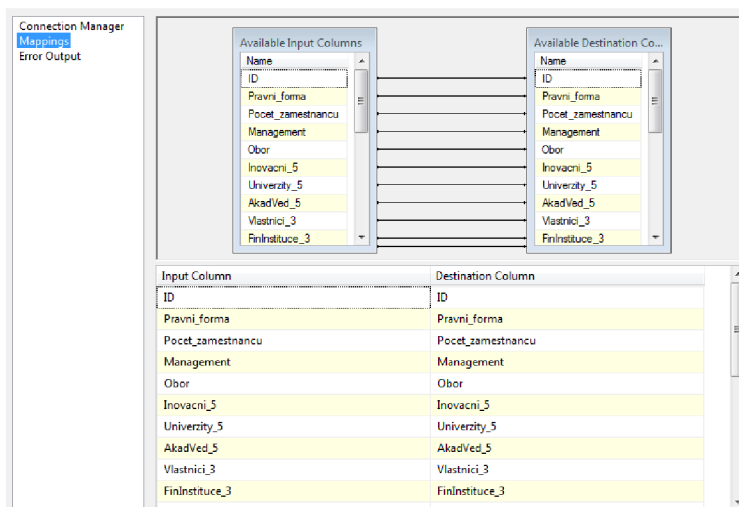 Connection Manager
Mappings
Error Output
Available Input Columns
Name
ID
Pravni_forma
Pocet_zamestnancu
Management
Obor
Inovacni_5
Univerzity_5
AkadVed_5
Vlastnici_3
FinInstituce_3
Available Destination Co...
Name
ID
Pravni_forma
Pocet_zamestnancu
Management
Obor
Inovacni_5
Univerzity_5
AkadVed_5
Vlastnici_3
FinInstituce_3
Input Column Destination Column
ID ID
Pravni_forma Pravni_forma
Pocet_zamestnancu Pocet_zamestnancu
Management Management
Obor Obor
Inovacni_5 Inovacni_5
Univerzity_5 Univerzity_5
AkadVed_5 AkadVed_5
Vlastnici_3 Vlastnici_3
FinInstituce_3 FinInstituce_3